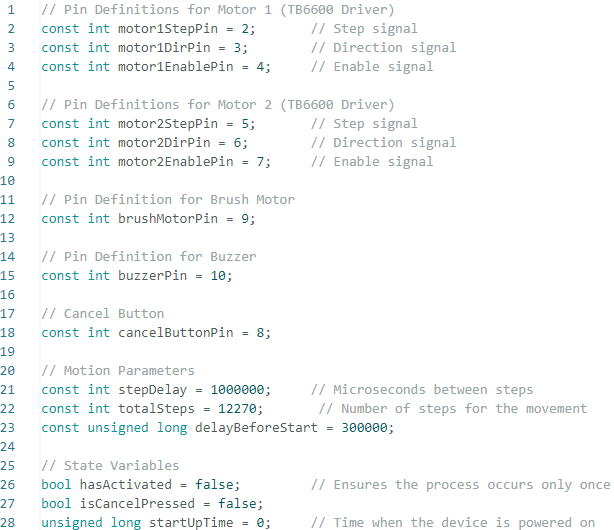 1 // Pin Definitions for Motor 1 (TB6600 Driver)
2 const int motor1StepPin = 2; // Step signal
3 const int motor1DirPin = 3; // Direction signal
4 const int motor1EnablePin = 4; // Enable signal
5
6 // Pin Definitions for Motor 2 (TB6600 Driver)
7 const int motor2StepPin = 5; // Step signal
8 const int motor2DirPin = 6; // Direction signal
9 const int motor2EnablePin = 7; // Enable signal
10
11 // Pin Definition for Brush Motor
12 const int brushMotorPin = 9;
13
14 // Pin Definition for Buzzer
15 const int buzzerPin = 10;
16
17 // Cancel Button
18 const int cancelButtonPin = 8;
19
20 // Motion Parameters
21 const int stepDelay = 1000000; // Microseconds between steps
22 const int totalSteps = 12270; // Number of steps for the movement
23 const unsigned long delayBeforeStart = 300000;
24
25 // State Variables
26 bool hasActivated = false; // Ensures the process occurs only once
27 bool isCancelPressed = false;
28 unsigned long startUpTime = 0; // Time when the device is powered on